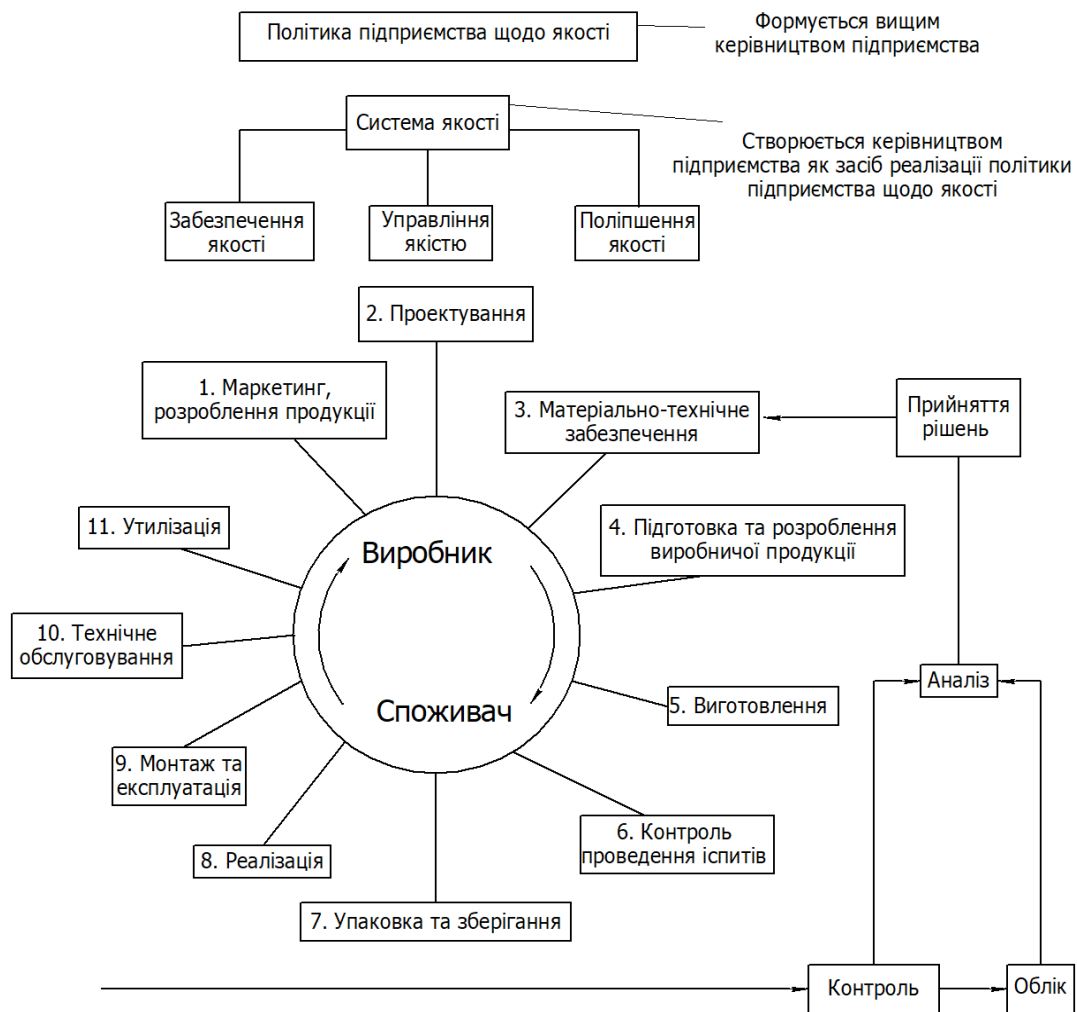 Політика підприємства щодо якості
Формується вищим
керівництвом підприємства
Система якості
Створюється керівництвом
підприємства як засіб реалізації політики
підприємства щодо якості
Забезпечення
якості
Управління
якістю
Поліпшення
якості
2. Проектування
1. Маркетинг,
розроблення продукції
3. Матеріально-технічне
забезпечення
Прийняття
рішень
11. Утилізація
4. Підготовка та розроблення
виробничої продукції
Виробник
10. Технічне
обслуговування
Споживач
Аналіз
5. Виготовлення
9. Монтаж та
експлуатація
6. Контроль
проведення іспитів
8. Реалізація
7. Упаковка та зберігання
Контроль
Облік